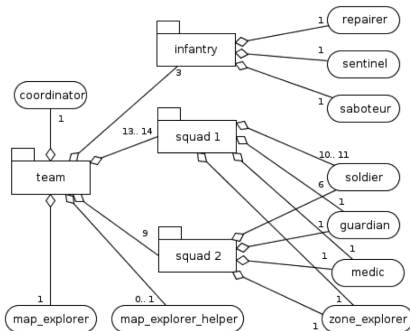 repairer
1
infantry
1
sentinel
3
coordinator
1
saboteur
1
13.. 14
squad 1
10.. 11
team
soldier
6
9
1
guardian
1
squad 2
1
1
medic
1
0.. 1
1
1
map_explorer
map_explorer_helper
zone_explorer